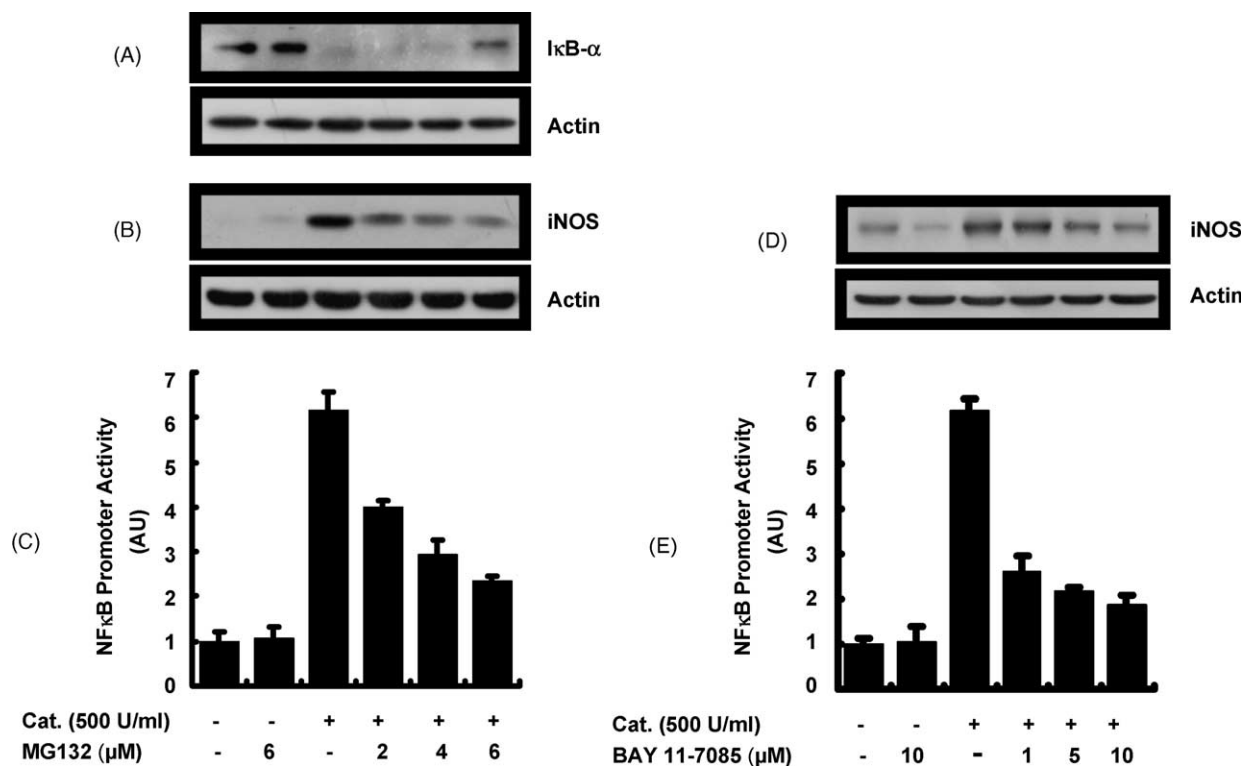 (A)
IκB-α
Actin
(B)
iNOS
Actin
(C)
NFκB Promoter Activity
(AU)
7
6
5
4
3
2
1
0
Cat. (500 U/ml) - - + + + +
MG132 (μM) - 6 - 2 4 6
(D)
iNOS
Actin
(E)
NFκB Promoter Activity
(AU)
7
6
5
4
3
2
1
0
Cat. (500 U/ml) - - + + + +
BAY 11-7085 (μM) - 10 - 1 5 10